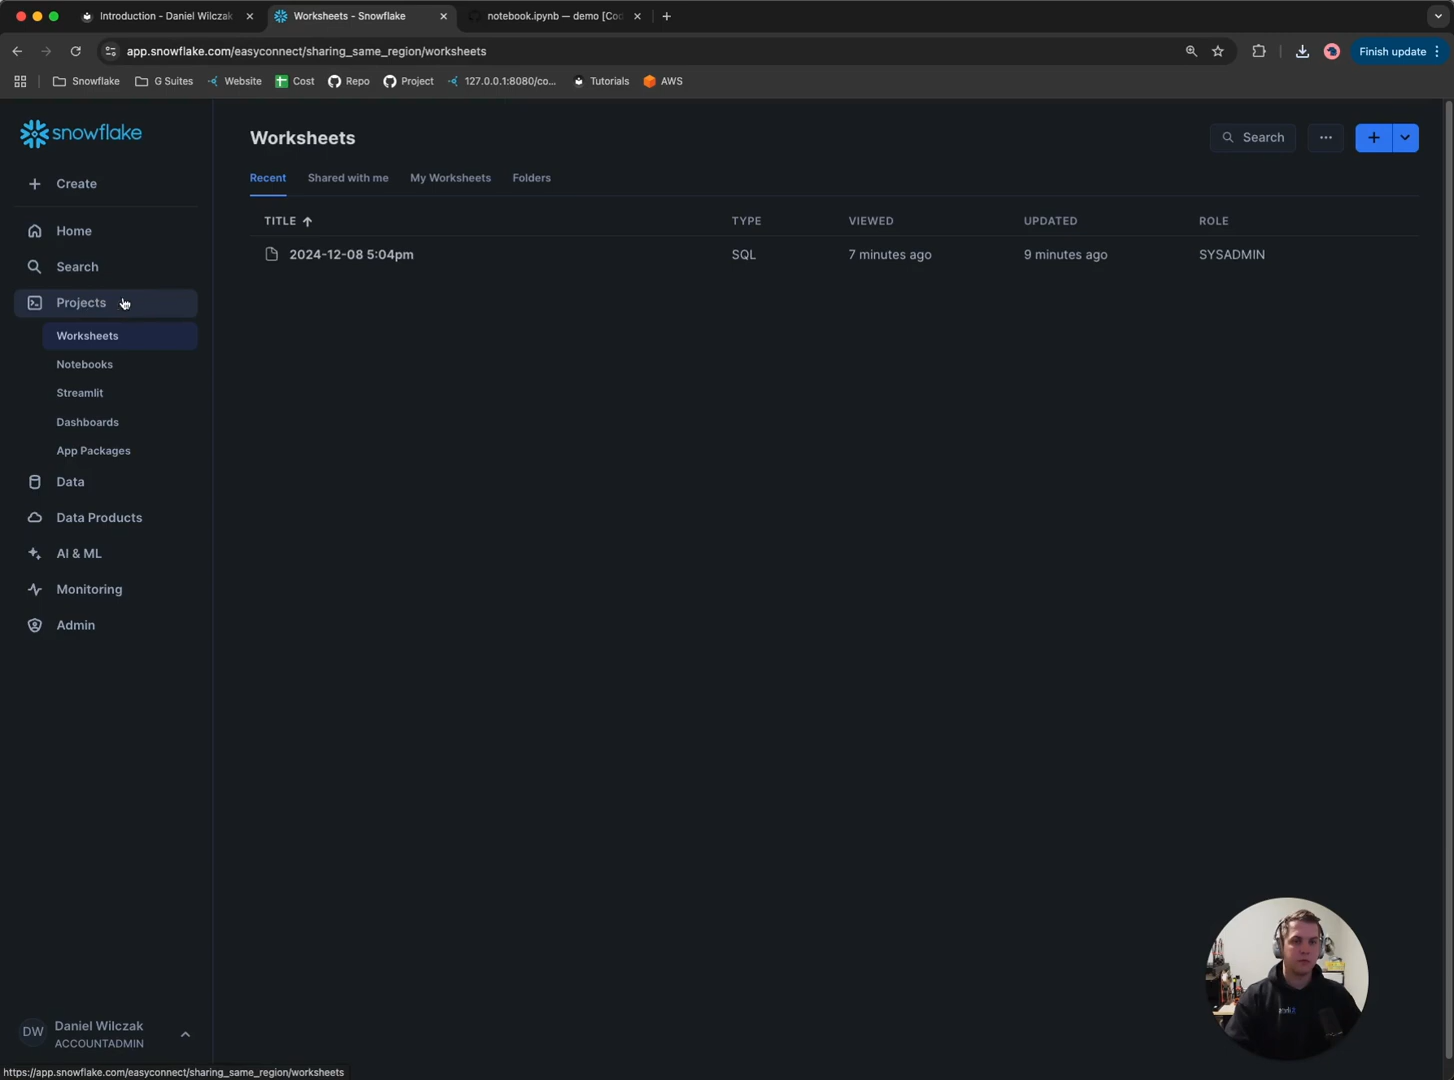 Introduction - Daniel Wilczak
Worksheets - Snowflake
notebook.ipynb — demo [Coc
app.snowflake.com/easyconnect/sharing_same_region/worksheets
Finish update
Snowflake
G Suites
Website
Cost
Repo
Project
127.0.0.1:8080/co...
Tutorials
AWS
snowflake
Create
Home
Search
Projects
Worksheets
Notebooks
Streamlit
Dashboards
App Packages
Data
Data Products
AI & ML
Monitoring
Admin
Worksheets
Search
Recent
Shared with me
My Worksheets
Folders
TITLE TYPE VIEWED UPDATED ROLE
2024-12-08 5:04pm SQL 7 minutes ago 9 minutes ago SYSADMIN
DW
Daniel Wilczak
ACCOUNTADMIN
https://app.snowflake.com/easyconnect/sharing_same_region/worksheets